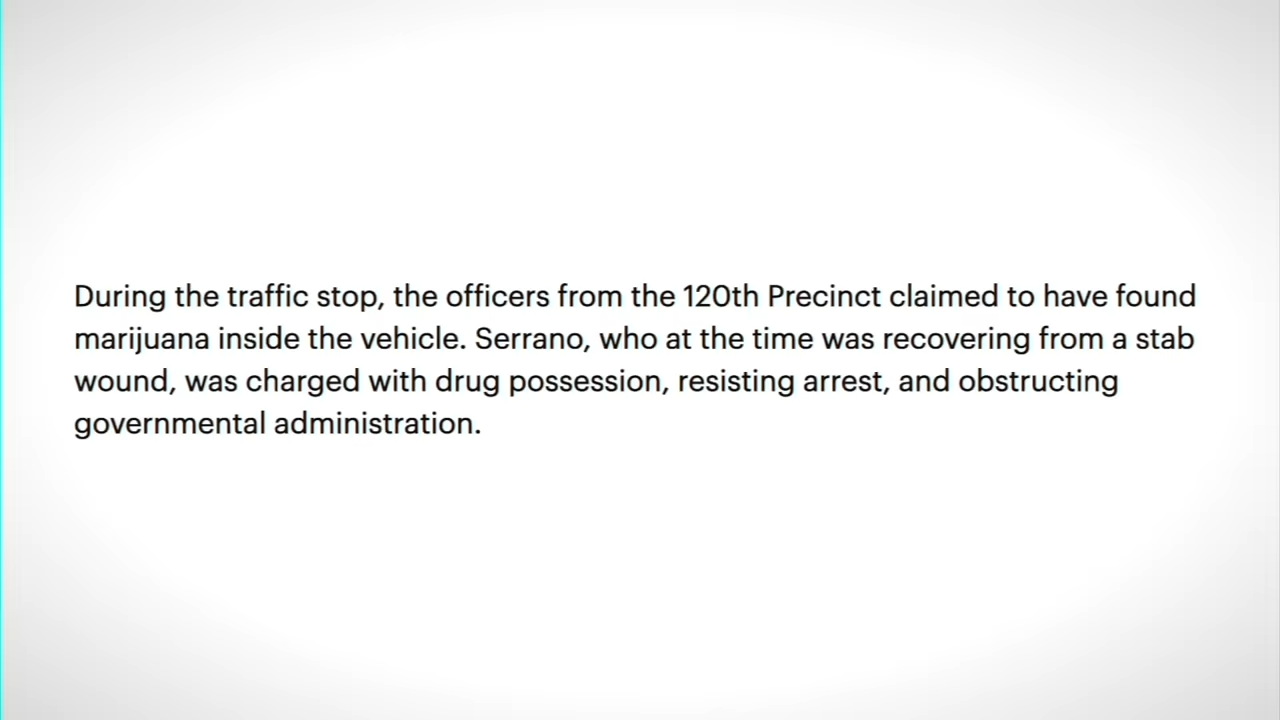 During the traffic stop, the officers from the 120th Precinct claimed to have found
marijuana inside the vehicle. Serrano, who at the time was recovering from a stab
wound, was charged with drug possession, resisting arrest, and obstructing
governmental administration.